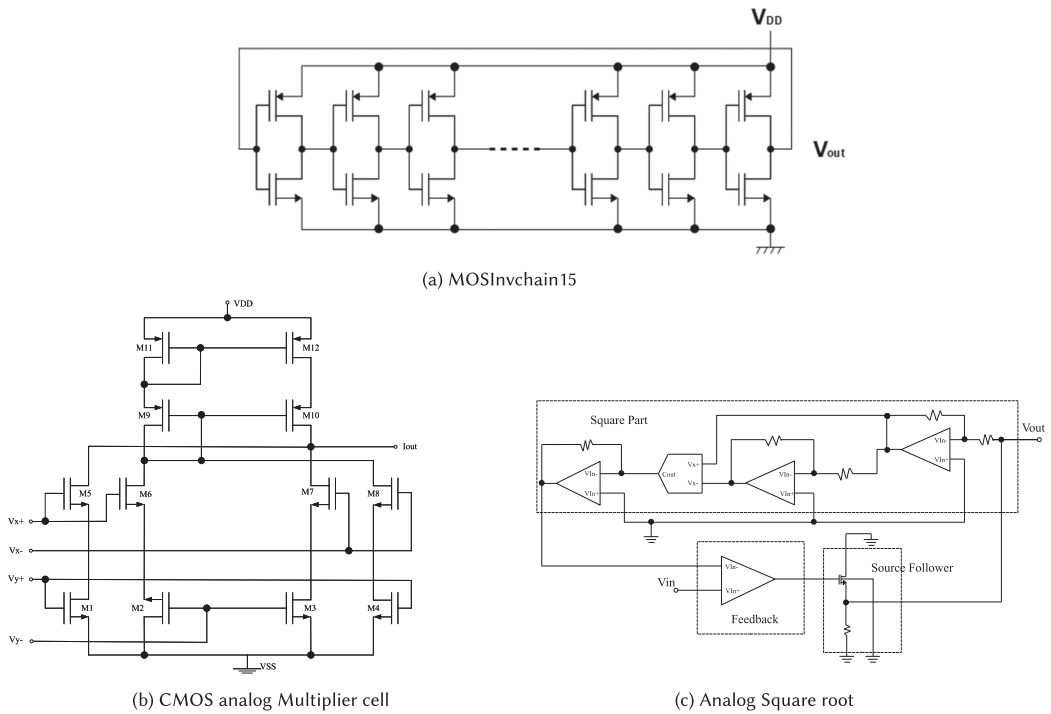 VDD
Vout
(a) MOSInvchain15
VDD
M11
M12
M9
M10
Iout
M5
M6
M7
M8
Vx+
Vx-
Vy+
M1
M2
M3
M4
Vy-
VSS
(b) CMOS analog Multiplier cell
Square Part
Vout
VIn-
VIn+
Cout
Vx+
Vx-
VIn-
VIn+
VIn-
VIn+
Vin
VIn-
VIn+
Feedback
Source Follower
(c) Analog Square root